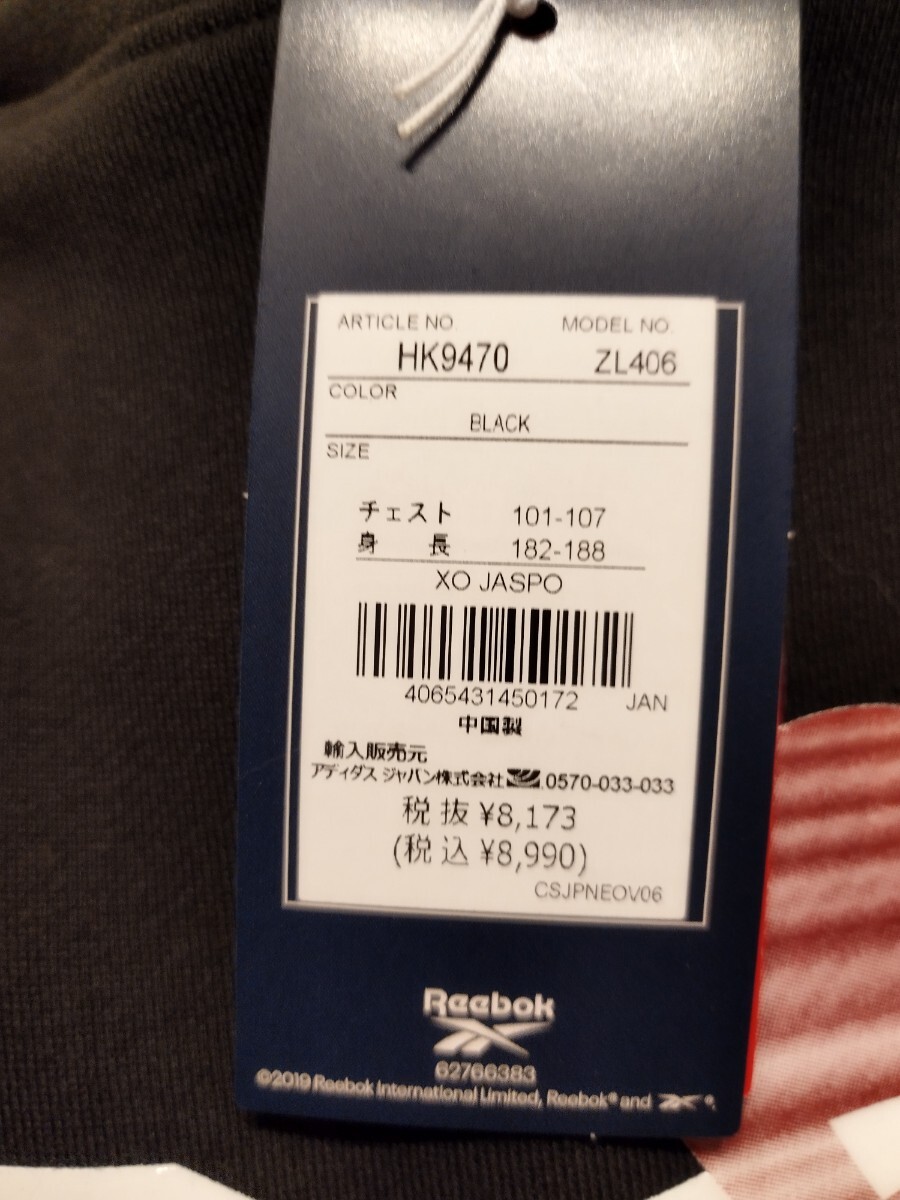 ARTICLE NO. MODEL NO.
HK9470 ZL406
COLOR
BLACK
SIZE
チェスト 101-107
身長 182-188
XO JASPO
4065431450172 JAN
中国製
輸入販売元
アディダス ジャパン株式会社 0570-033-033
税抜 ¥8,173
(税込 ¥8,990)
CSJPNEOV06
Reebok
62766383
©2019 Reebok International Limited, Reebok® and ®.